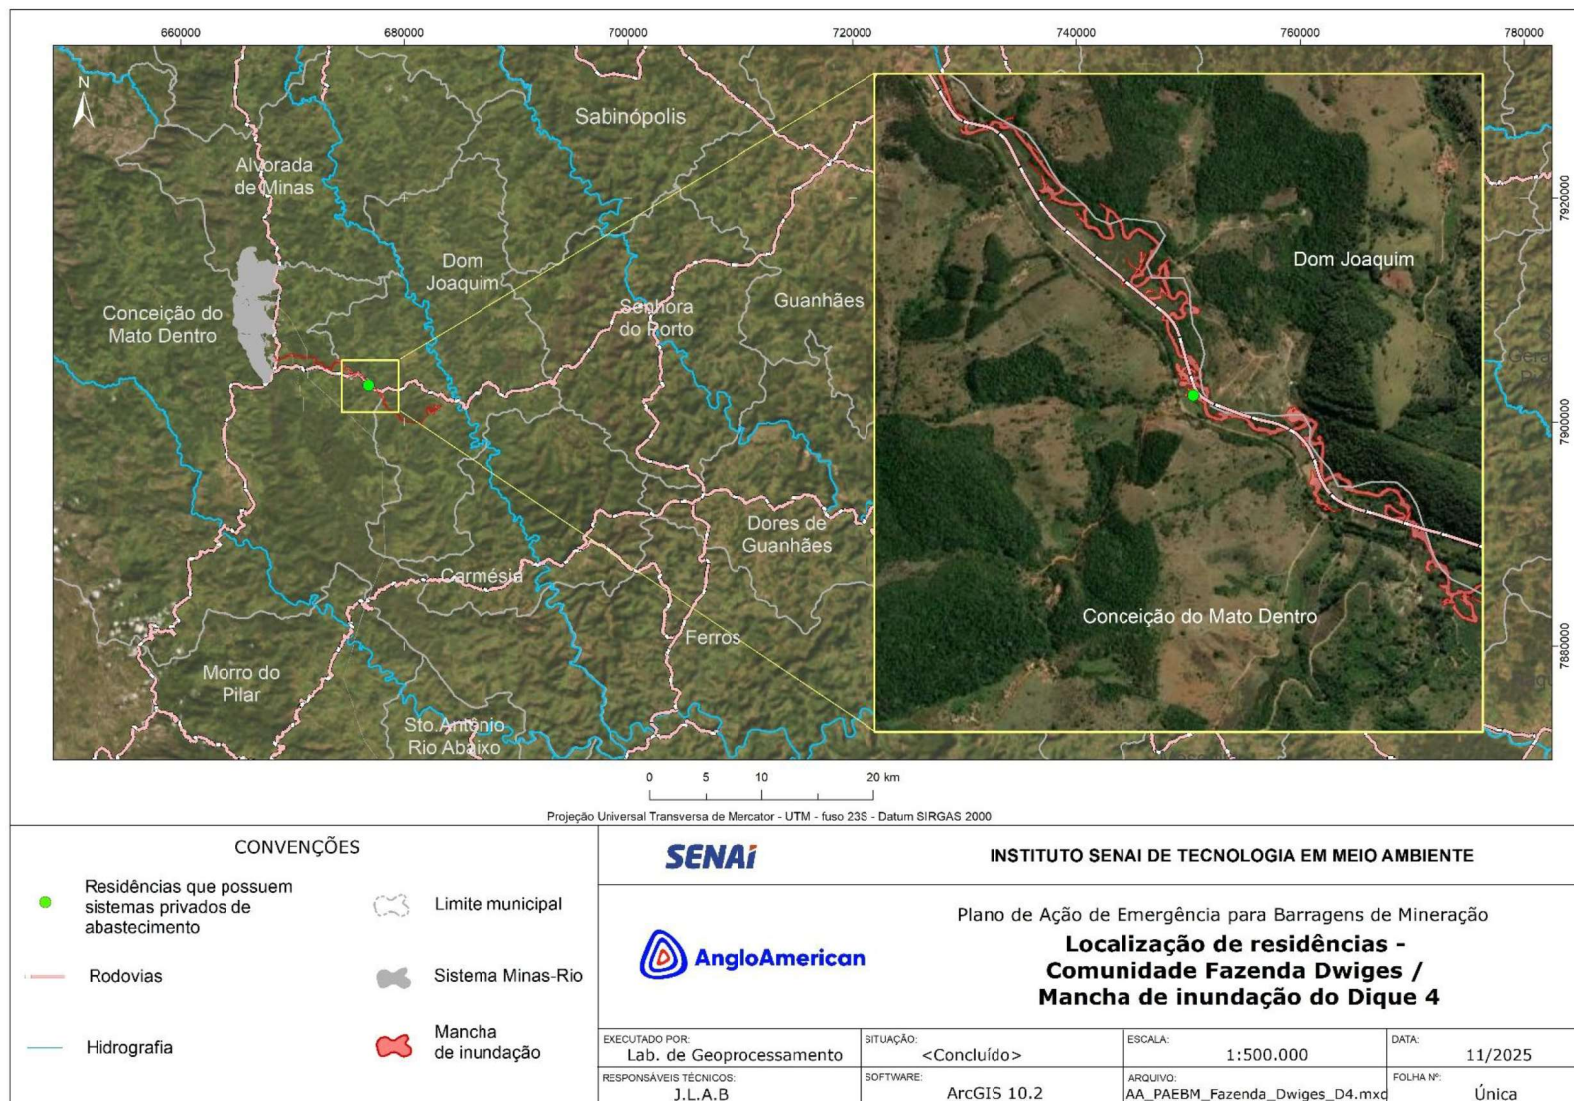 660000
680000
700000
720000
740000
760000
780000
N
Sabinópolis
Alvorada
de Minas
Dom
Joaquim
Conceição do
Mato Dentro
Senhora
do Porto
Guanhães
Dores de
Guanhães
Carmésia
Ferros
Morro do
Pilar
Sto.Antônio
Rio Abaixo
Dom Joaquim
Conceição do Mato Dentro
7920000
7900000
7880000
0 5 10 20 km
Projeção Universal Transversa de Mercator - UTM - fuso 23S - Datum SIRGAS 2000
CONVENÇÕES
Residências que possuem
sistemas privados de
abastecimento
Rodovias
Hidrografia
Limite municipal
Sistema Minas-Rio
Mancha
de inundação
SENAI
INSTITUTO SENAI DE TECNOLOGIA EM MEIO AMBIENTE
AngloAmerican
Plano de Ação de Emergência para Barragens de Mineração
Localização de residências -
Comunidade Fazenda Dwiges /
Mancha de inundação do Dique 4
EXECUTADO POR:
Lab. de Geoprocessamento
SITUAÇÃO:
<Concluído>
ESCALA:
1:500.000
DATA:
11/2025
RESPONSÁVEIS TÉCNICOS:
J.L.A.B
SOFTWARE:
ArcGIS 10.2
ARQUIVO:
AA_PAEBM_Fazenda_Dwiges_D4.mxd
FOLHA Nº:
Única